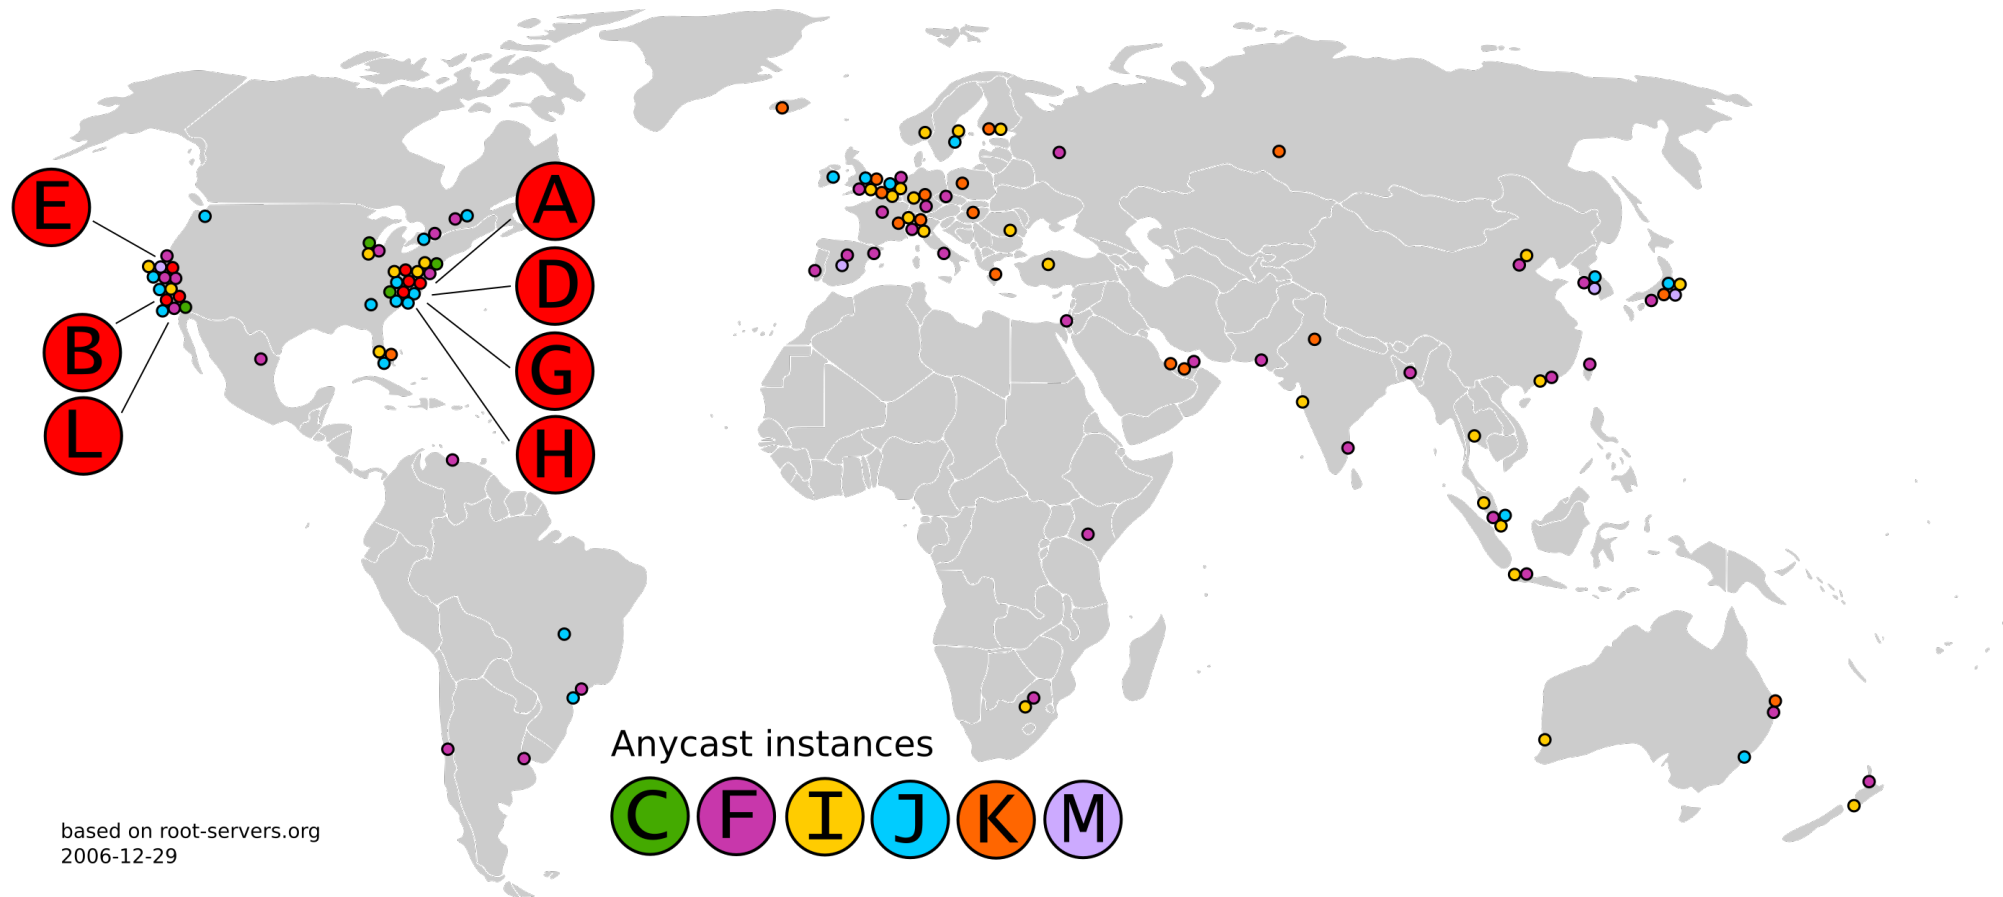 E
B
L
A
D
G
H
Anycast instances
C F I J K M
based on root-servers.org
2006-12-29